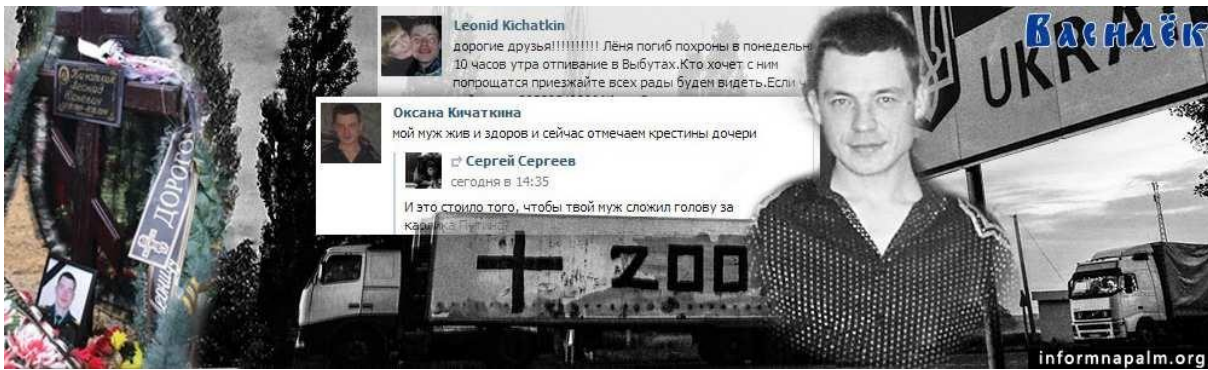 Leonid Kichatkin
дорогие друзья!!!!!!!!!! Лёня погиб похроны в понедельн
10 часов утра отпивание в Выбутах.Кто хочет с ним
попрощатся приезжайте всех рады будем видеть.Если
Оксана Кичаткина
мой муж жив и здоров и сейчас отмечаем крестины дочери
Сергей Сергеев
сегодня в 14:35
И это стоило того, чтобы твой муж сложил голову за
Василёк
UKRA
ДОРОГО
+ 200
informnapalm.org